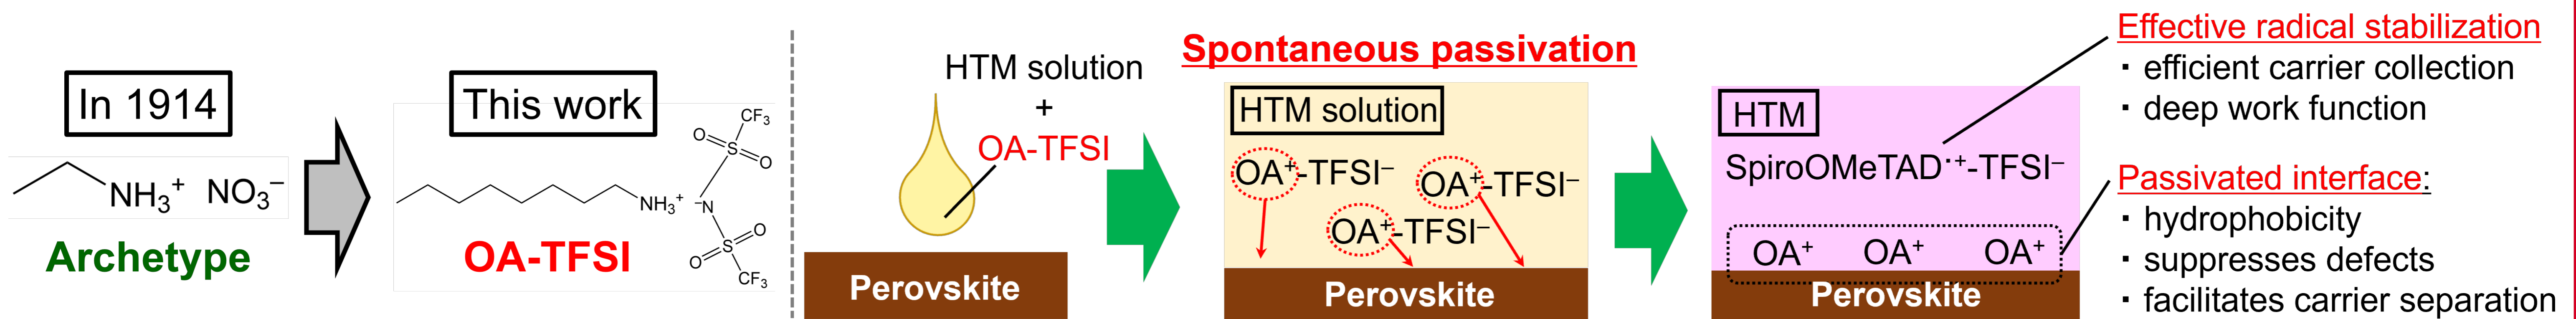 In 1914
NH₃⁺ NO₃⁻
Archetype
This work
CF₃
O
S
O
NH₃⁺ ⁻N
O
S
O
CF₃
OA-TFSI
HTM solution
+
OA-TFSI
Perovskite
Spontaneous passivation
HTM solution
OA⁺-TFSI⁻
OA⁺-TFSI⁻
OA⁺-TFSI⁻
Perovskite
HTM
SpiroOMeTAD·⁺-TFSI⁻
OA⁺ OA⁺ OA⁺
Perovskite
Effective radical stabilization
・efficient carrier collection
・deep work function
Passivated interface:
・hydrophobicity
・suppresses defects
・facilitates carrier separation